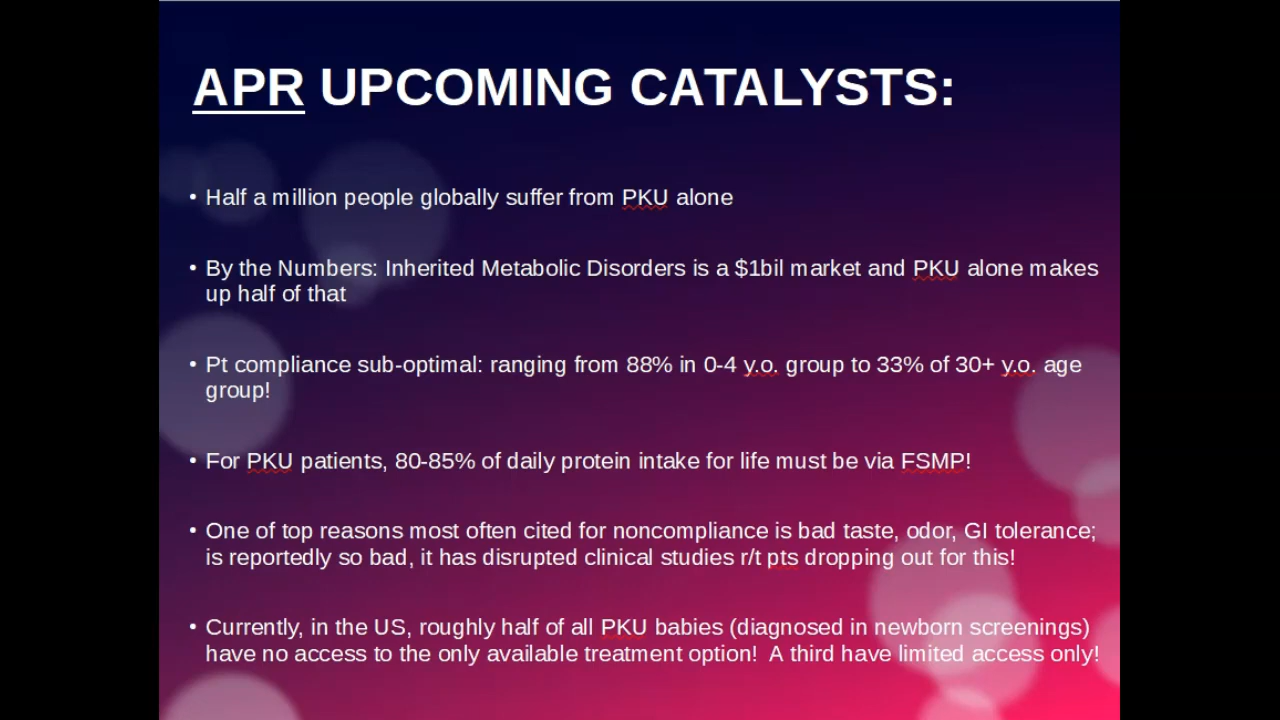 APR UPCOMING CATALYSTS:
• Half a million people globally suffer from PKU alone
• By the Numbers: Inherited Metabolic Disorders is a $1bil market and PKU alone makes
up half of that
• Pt compliance sub-optimal: ranging from 88% in 0-4 y.o. group to 33% of 30+ y.o. age
group!
• For PKU patients, 80-85% of daily protein intake for life must be via FSMP!
• One of top reasons most often cited for noncompliance is bad taste, odor, GI tolerance;
is reportedly so bad, it has disrupted clinical studies r/t pts dropping out for this!
• Currently, in the US, roughly half of all PKU babies (diagnosed in newborn screenings)
have no access to the only available treatment option!  A third have limited access only!